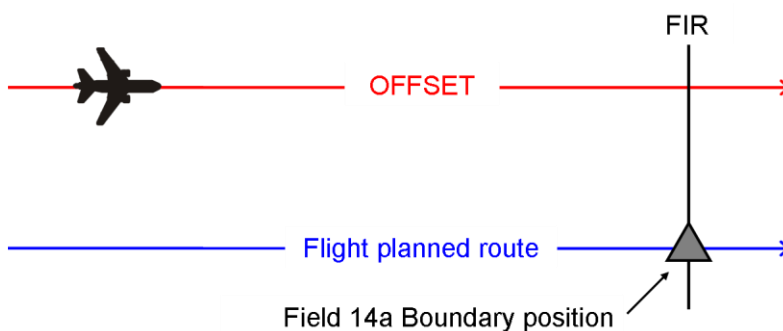 FIR
OFFSET
Flight planned route
Field 14a Boundary position